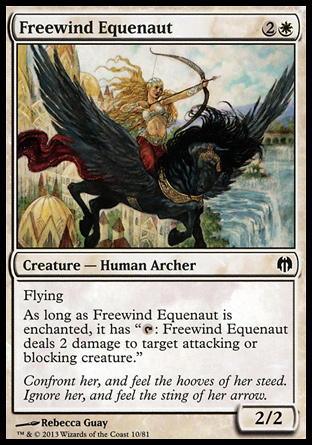 Freewind Equenaut 2
Creature — Human Archer
Flying
As long as Freewind Equenaut is
enchanted, it has “: Freewind Equenaut
deals 2 damage to target attacking or
blocking creature.”
Confront her, and feel the hooves of her steed.
Ignore her, and feel the sting of her arrow.
2/2
Rebecca Guay
™ & © 2013 Wizards of the Coast 10/81